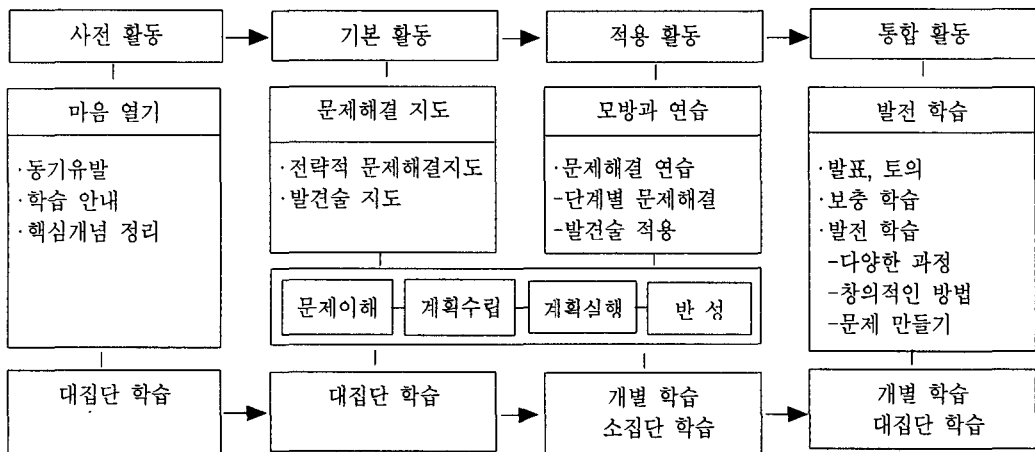 사전 활동
기본 활동
적용 활동
통합 활동
마음 열기
·동기유발
·학습 안내
·핵심개념 정리
문제해결 지도
·전략적 문제해결지도
·발견술 지도
모방과 연습
·문제해결 연습
-단계별 문제해결
-발견술 적용
발전 학습
·발표, 토의
·보충 학습
·발전 학습
-다양한 과정
-창의적인 방법
-문제 만들기
문제이해
계획수립
계획실행
반 성
대집단 학습
대집단 학습
개별 학습
소집단 학습
개별 학습
대집단 학습